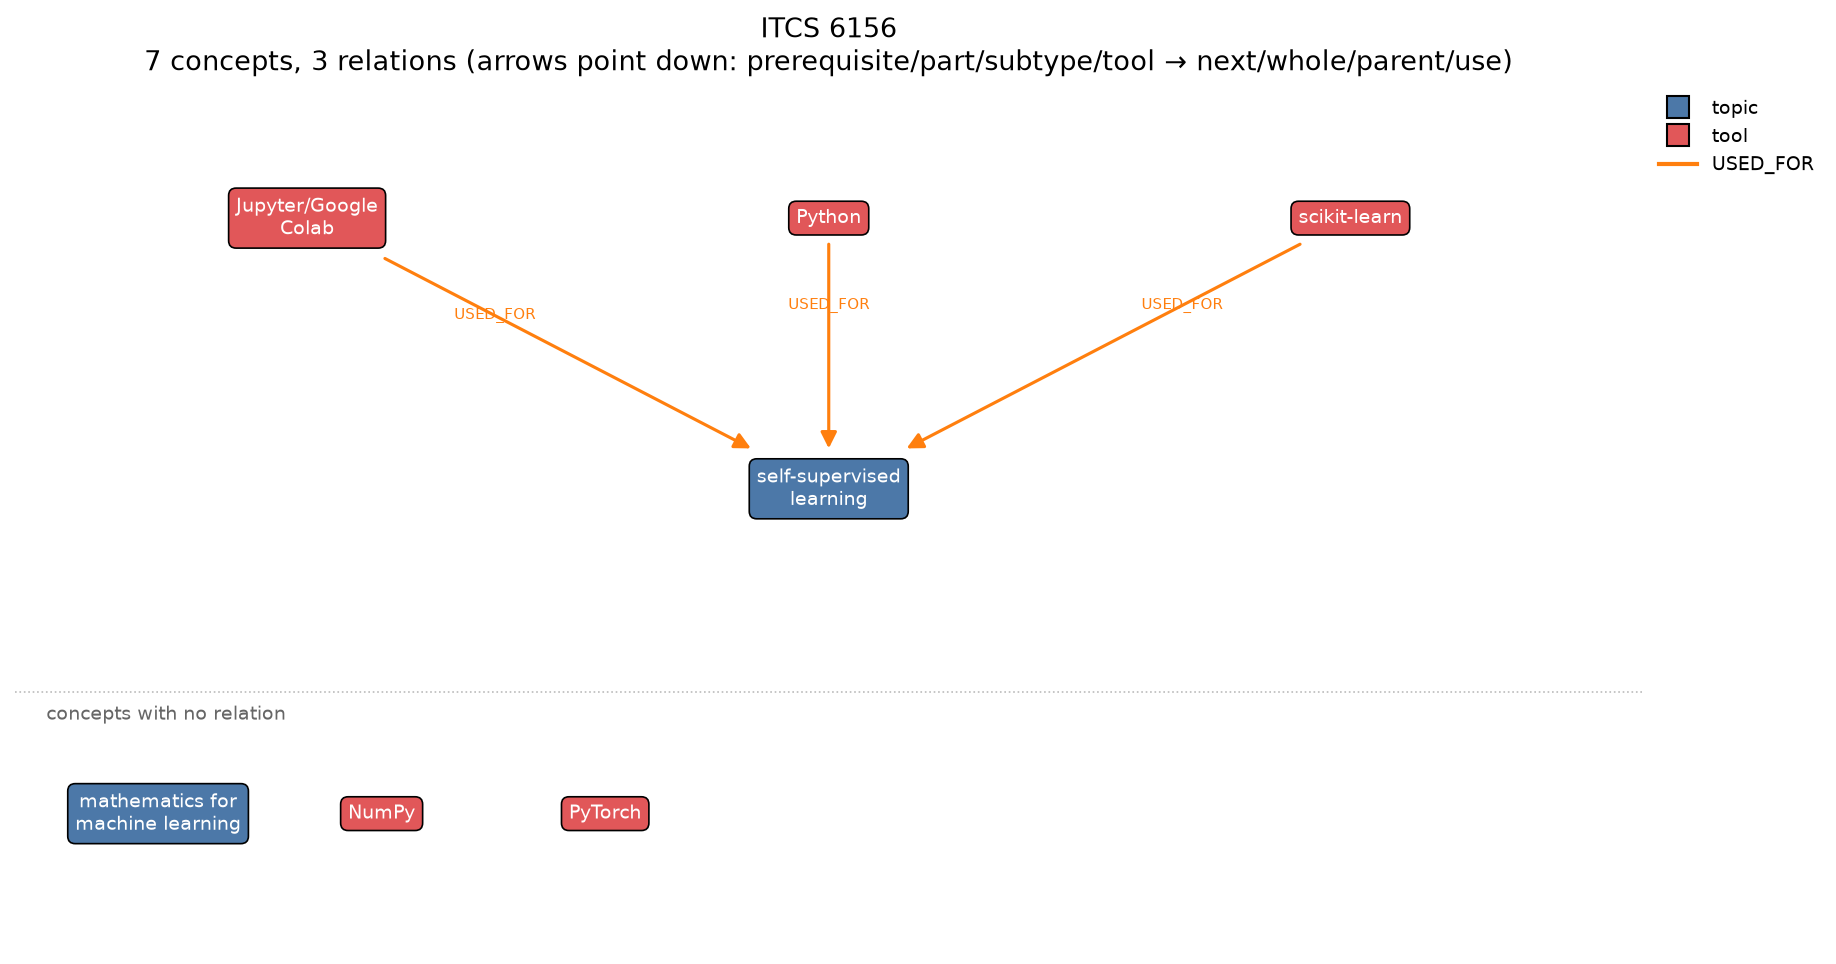 ITCS 6156
7 concepts, 3 relations (arrows point down: prerequisite/part/subtype/tool → next/whole/parent/use)
topic
tool
USED_FOR
Jupyter/Google
Colab
Python
scikit-learn
USED_FOR
USED_FOR
USED_FOR
self-supervised
learning
concepts with no relation
mathematics for
machine learning
NumPy
PyTorch